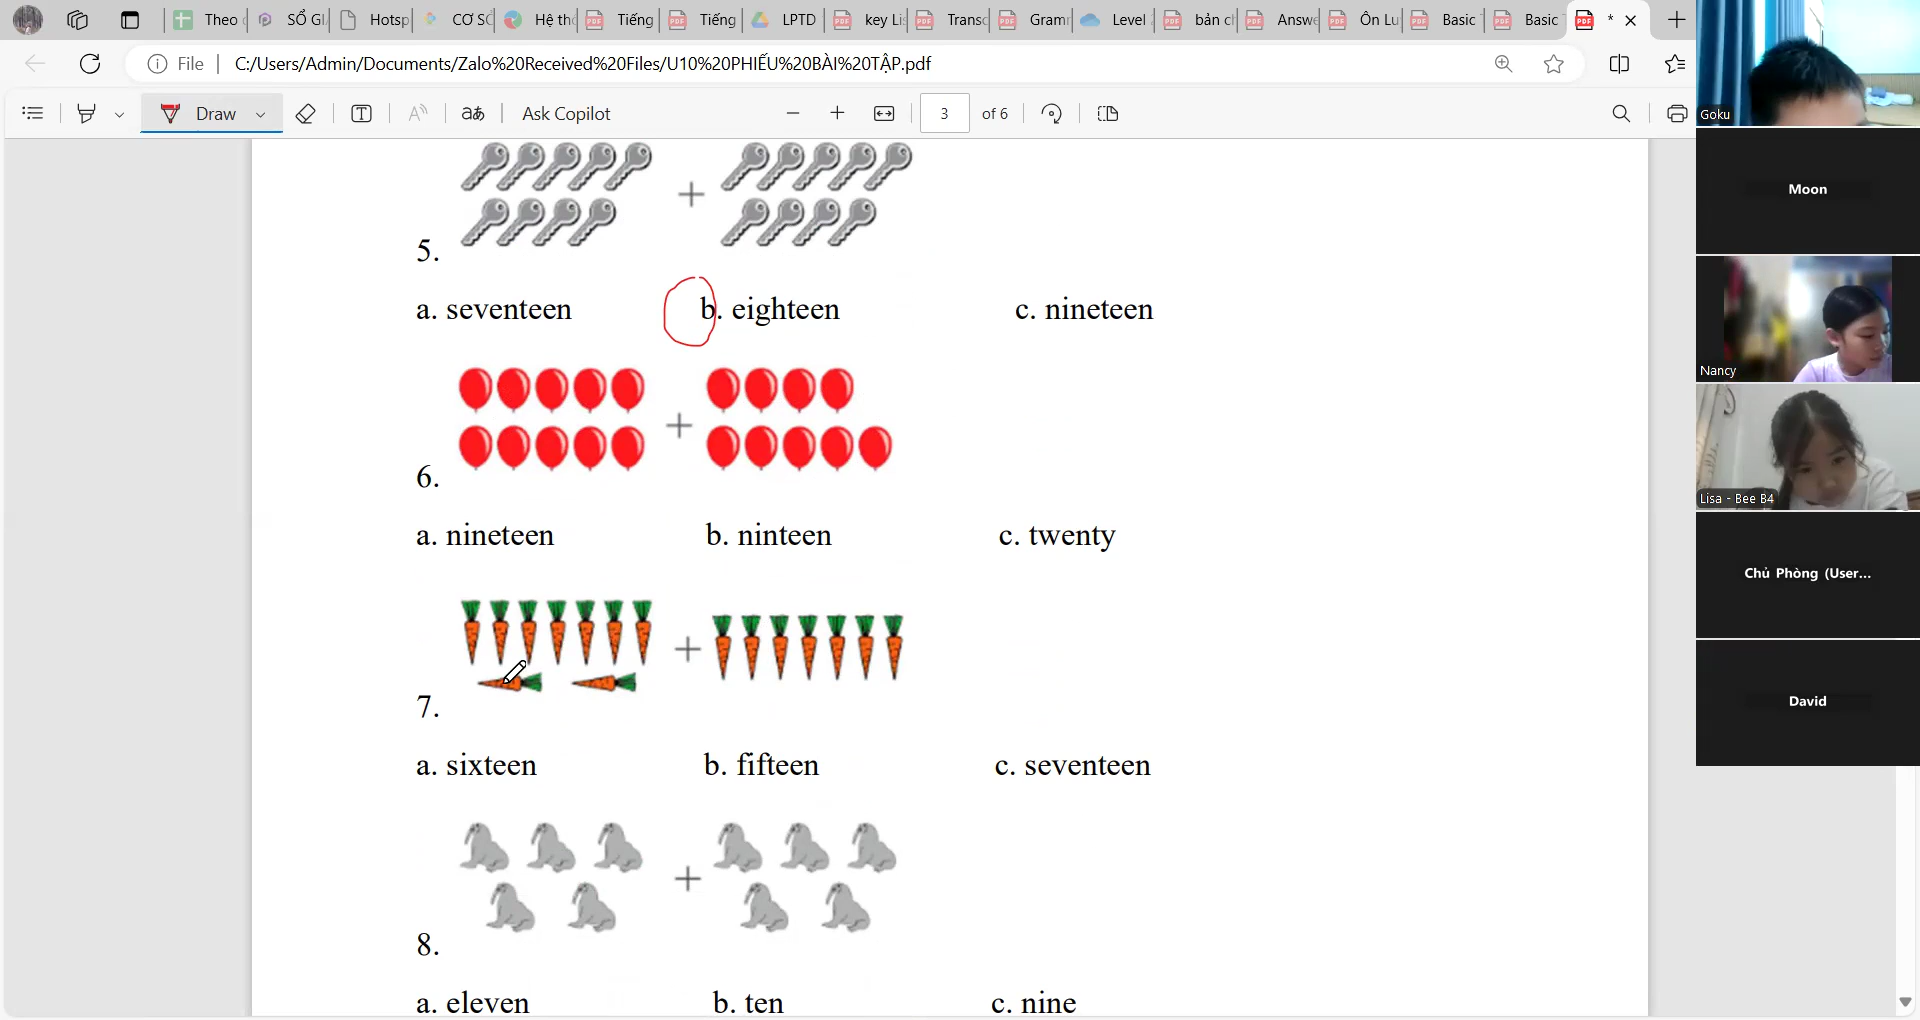 Theo
SỔ GI
Hotsp
CƠ SỞ
Hệ th
Tiếng
Tiếng
LPTD
key Li
Transc
Gram
Level
bản c
Answe
Ôn Lu
Basic
Basic
*
File
C:/Users/Admin/Documents/Zalo%20Received%20Files/U10%20PHIẾU%20BÀI%20TẬP.pdf
Draw
aあ
Ask Copilot
3 of 6
5.
a. seventeen b. eighteen c. nineteen
6.
a. nineteen b. ninteen c. twenty
7.
a. sixteen b. fifteen c. seventeen
8.
a. eleven b. ten c. nine
Goku
Moon
Nancy
Lisa - Bee B4
Chủ Phòng (User...
David